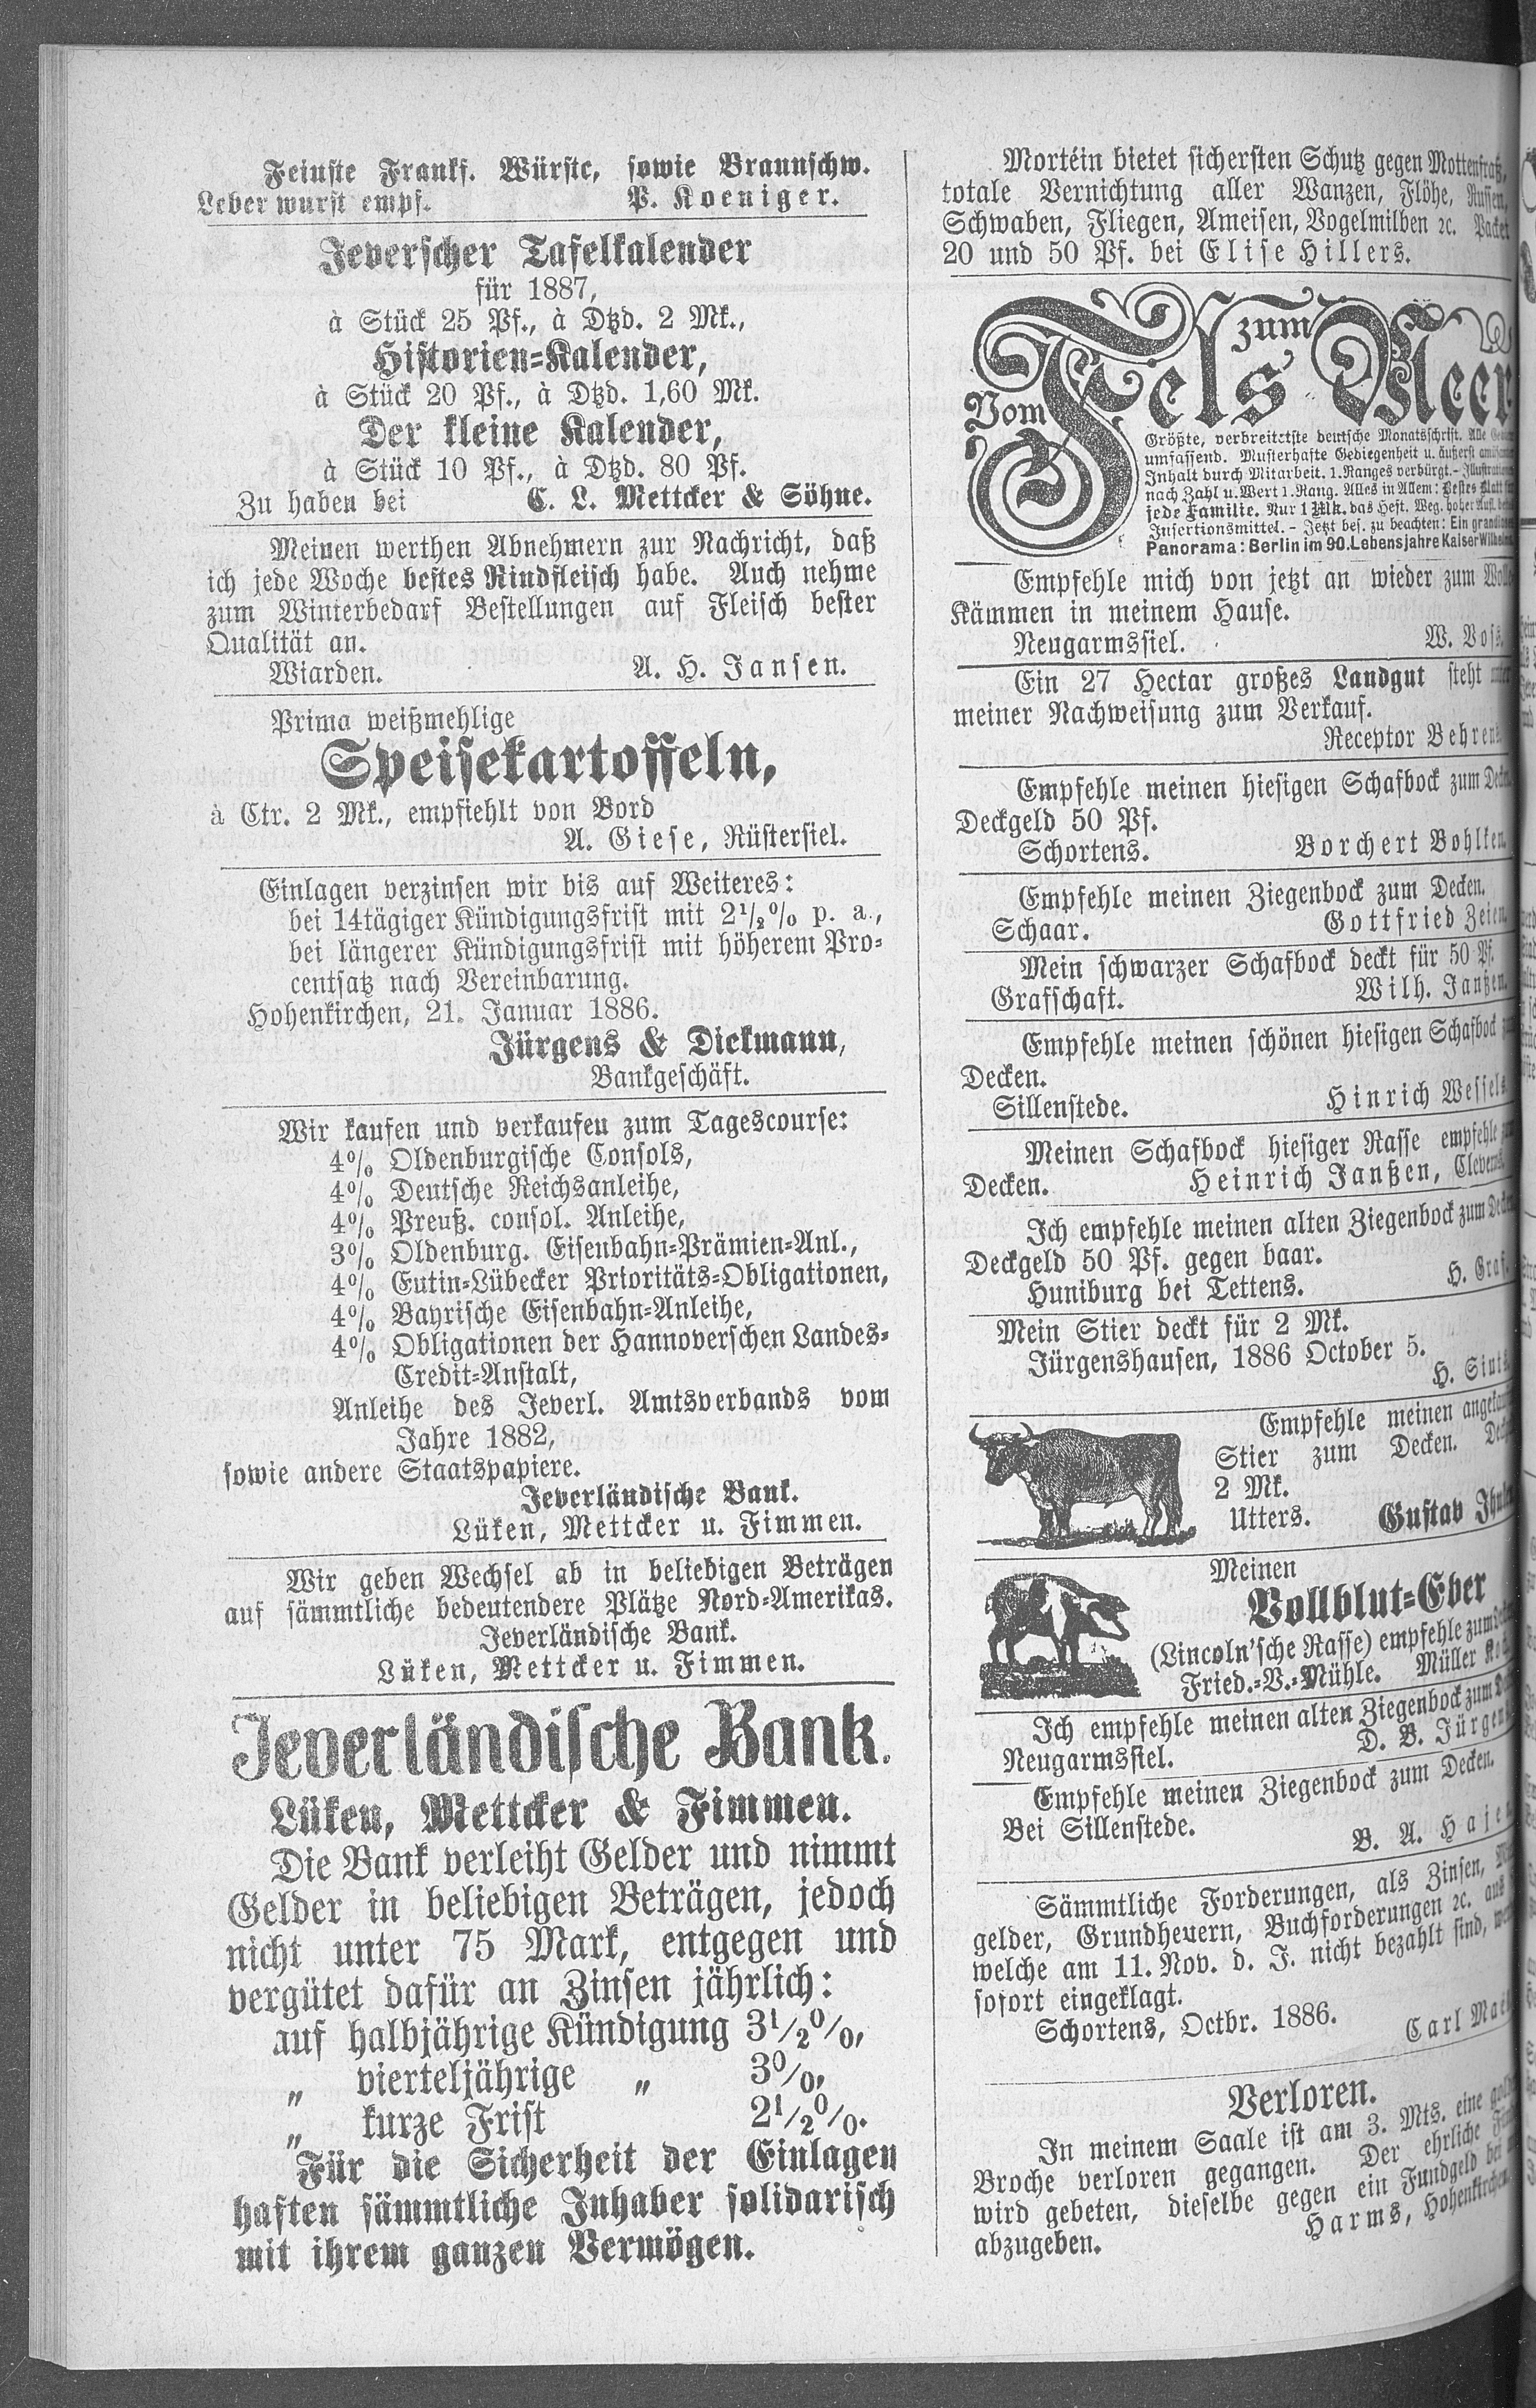 Feinste Frankf. Würste, sowie Braunschw.
Leberwurst empf. P. Koeniger.
Jeverscher Tafelkalender
für 1887,
à Stück 25 Pf., à Dtzd. 2 Mk.,
Historien-Kalender,
à Stück 20 Pf., à Dtzd. 1,60 Mk.
Der kleine Kalender,
à Stück 10 Pf., à Dtzd. 80 Pf.
Zu haben bei C. L. Mettcker & Söhne.
Meinen werthen Abnehmern zur Nachricht, daß
ich jede Woche bestes Rindfleisch habe. Auch nehme
zum Winterbedarf Bestellungen auf Fleisch bester
Qualität an.
Wiarden. A. H. Jansen.
Prima weißmehlige
Speisekartoffeln,
à Ctr. 2 Mk., empfiehlt von Bord
A. Giese, Rüstersiel.
Einlagen verzinsen wir bis auf Weiteres:
bei 14tägiger Kündigungsfrist mit 2½% p. a.,
bei längerer Kündigungsfrist mit höherem Pro-
centsatz nach Vereinbarung.
Hohenkirchen, 21. Januar 1886.
Jürgens & Dickmann,
Bankgeschäft.
Wir kaufen und verkaufen zum Tagescourse:
4% Oldenburgische Consols,
4% Deutsche Reichsanleihe,
4% Preuß. consol. Anleihe,
3% Oldenburg. Eisenbahn-Prämien-Anl.,
4% Eutin-Lübecker Prioritäts-Obligationen,
4% Bayrische Eisenbahn-Anleihe,
4% Obligationen der Hannoverschen Landes-
Credit-Anstalt,
Anleihe des Jeverl. Amtsverbands vom
Jahre 1882,
sowie andere Staatspapiere.
Jeverländische Bank.
Lüken, Mettcker u. Fimmen.
Wir geben Wechsel ab in beliebigen Beträgen
auf sämmtliche bedeutendere Plätze Nord-Amerikas.
Jeverländische Bank.
Lüken, Mettcker u. Fimmen.
Jeverländische Bank.
Lüken, Mettcker & Fimmen.
Die Bank verleiht Gelder und nimmt
Gelder in beliebigen Beträgen, jedoch
nicht unter 75 Mark, entgegen und
vergütet dafür an Zinsen jährlich:
auf halbjährige Kündigung 3½%,
„ vierteljährige „ 3%,
„ kurze Frist 2½%.
Für die Sicherheit der Einlagen
haften sämmtliche Inhaber solidarisch
mit ihrem ganzen Vermögen.
Mortéin bietet sichersten Schutz gegen Mottenfraß,
totale Vernichtung aller Wanzen, Flöhe, Russen,
Schwaben, Fliegen, Ameisen, Vogelmilben ꝛc. Packet
20 und 50 Pf. bei Elise Hillers.
Vom Fels zum Meer
Größte, verbreitetste deutsche Monatsschrift. Alle
umfassend. Musterhafte Gediegenheit u. äußerst
Inhalt durch Mitarbeit. 1. Ranges verbürgt.
nach Zahl u. Wert 1. Rang. Alles in Allem: Bestes Blatt
jede Familie. Nur 1 Mk. das Heft. Weg. hoher Aufl.
Insertionsmittel. – Jetzt bes. zu beachten: Ein
Panorama: Berlin im 90. Lebensjahre Kaiser Wilhelms
Empfehle mich von jetzt an wieder zum
Kämmen in meinem Hause.
Neugarmssiel. W. Voss.
Ein 27 Hectar großes Landgut steht unter
meiner Nachweisung zum Verkauf.
Receptor Behrens.
Empfehle meinen hiesigen Schafbock zum Decken.
Deckgeld 50 Pf.
Schortens. Borchert Bohlken.
Empfehle meinen Ziegenbock zum Decken.
Schaar. Gottfried
Mein schwarzer Schafbock deckt für 50 Pf.
Grafschaft. Wilh. Janßen.
Empfehle meinen schönen hiesigen Schafbock zum
Decken.
Sillenstede. Hinrich Wessels.
Meinen Schafbock hiesiger Rasse empfehle zum
Decken. Heinrich Janßen, Clevens.
Ich empfehle meinen alten Ziegenbock zum Decken.
Deckgeld 50 Pf. gegen baar.
Huniburg bei Tettens. H.
Mein Stier deckt für 2 Mk.
Jürgenshausen, 1886 October 5.
H.
Empfehle meinen
Stier zum Decken.
2 Mk.
Utters. Gustav
Meinen
Vollblut-Eber
(Lincoln'sche Rasse) empfehle zum
Fried.-V.-Mühle. Müller
Ich empfehle meinen alten Ziegenbock zum
Neugarmssiel. D. B. Jürgens
Empfehle meinen Ziegenbock zum Decken.
Bei Sillenstede. B. A.
Sämmtliche Forderungen, als Zinsen,
gelder, Grundheuern, Buchforderungen ꝛc.
welche am 11. Nov. d. J. nicht bezahlt sind,
sofort eingeklagt.
Schortens, Octbr. 1886. Carl
Verloren.
In meinem Saale ist am 3. Mts. eine
Broche verloren gegangen. Der ehrliche
wird gebeten, dieselbe gegen ein Fundgeld bei
abzugeben. Harms, Hohenkirchen.